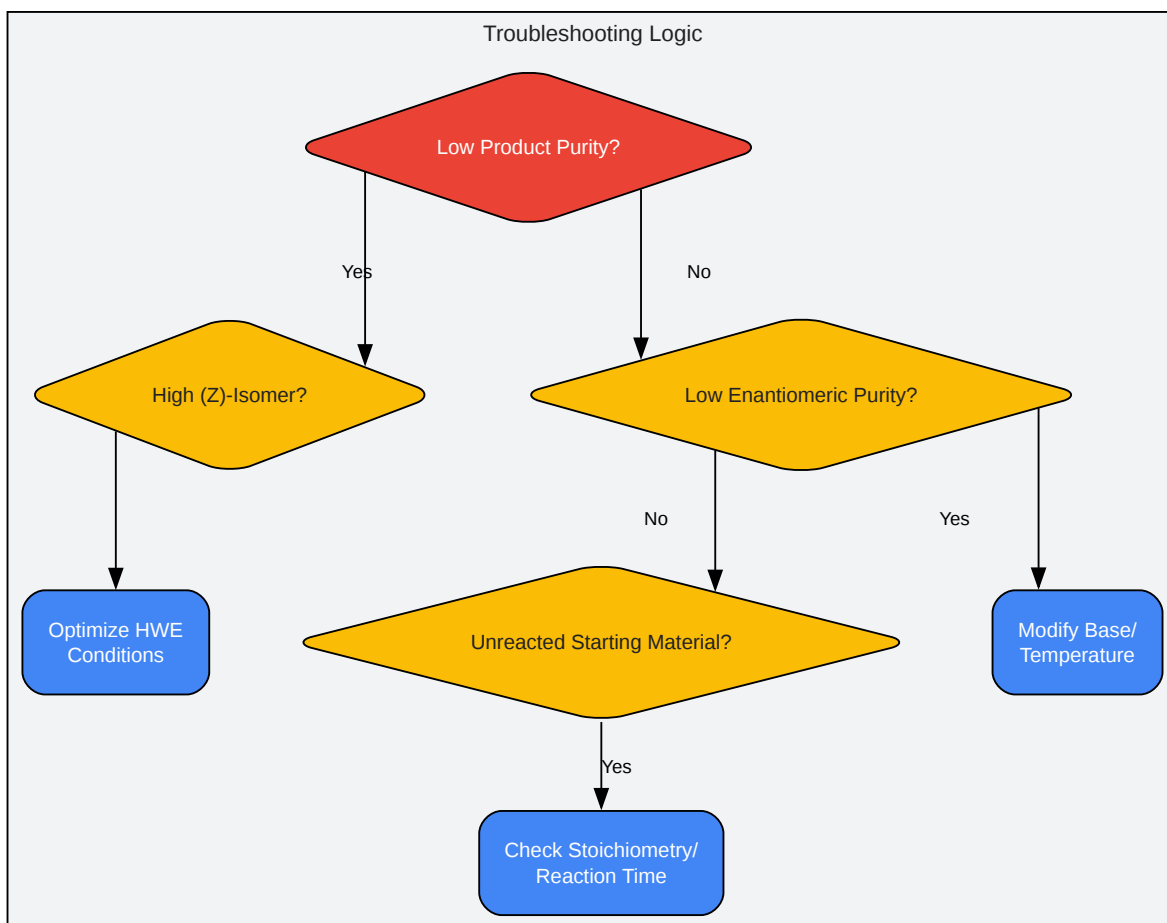 Troubleshooting Logic
Low Product Purity?
Yes
No
High (Z)-Isomer?
Low Enantiomeric Purity?
No
Yes
Optimize HWE
Conditions
Unreacted Starting Material?
Modify Base/
Temperature
Yes
Check Stoichiometry/
Reaction Time